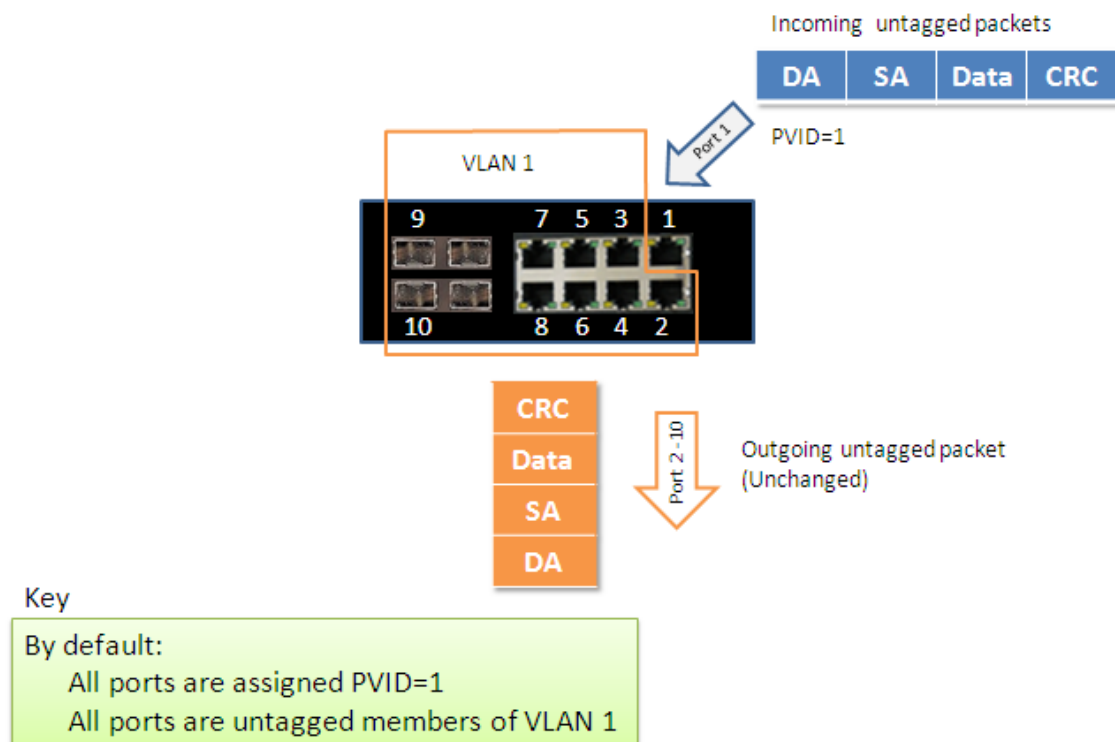 Incoming untagged packets
DA SA Data CRC
Port 1
PVID=1
VLAN 1
9 7 5 3 1
10 8 6 4 2
CRC
Data
SA
DA
Port 2 -10
Outgoing untagged packet
(Unchanged)
Key
By default:
All ports are assigned PVID=1
All ports are untagged members of VLAN 1